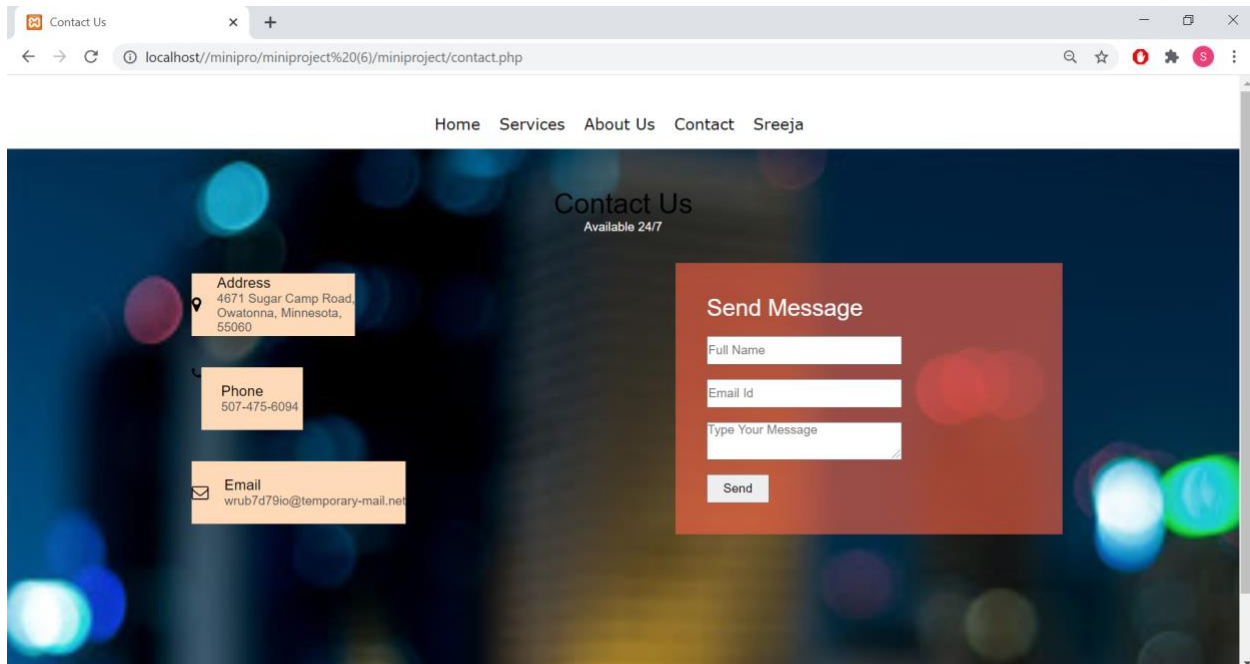 Contact Us
localhost//minipro/miniproject%20(6)/miniproject/contact.php
S
Home Services About Us Contact Sreeja
Contact Us
Available 24/7
Address
4671 Sugar Camp Road,
Owatonna, Minnesota,
55060
Phone
507-475-6094
Email
wrub7d79io@temporary-mail.net
Send Message
Full Name
Email Id
Type Your Message
Send